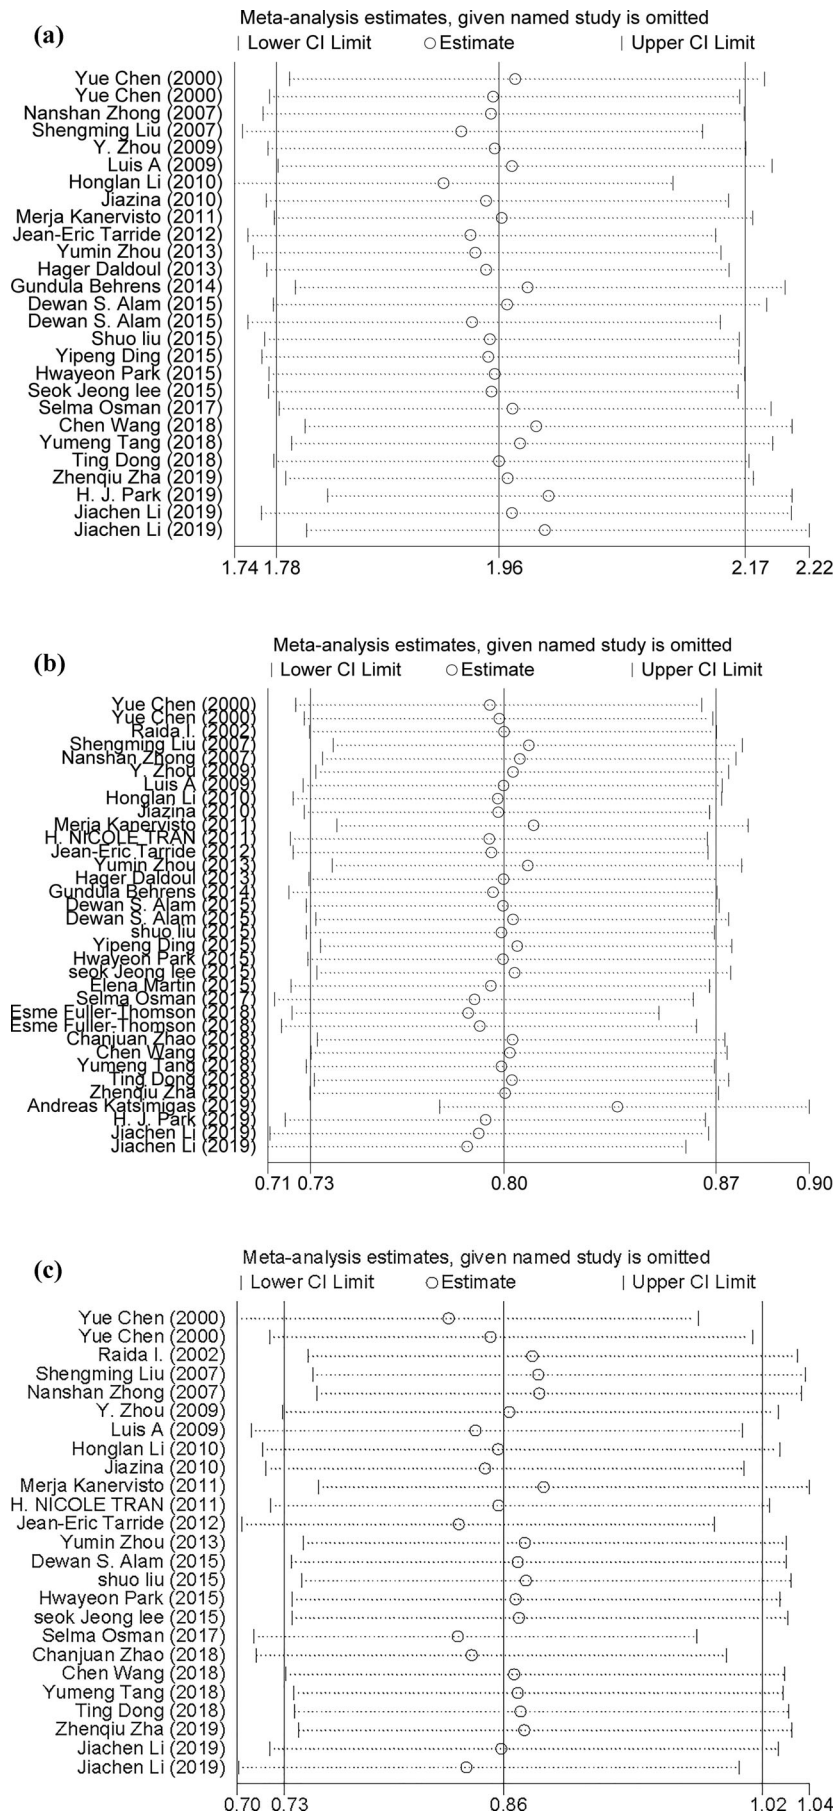 (a)
Meta-analysis estimates, given named study is omitted
| Lower CI Limit ○ Estimate | Upper CI Limit
Yue Chen (2000)
Yue Chen (2000)
Nanshan Zhong (2007)
Shengming Liu (2007)
Y. Zhou (2009)
Luis A (2009)
Honglan Li (2010)
Jiazina (2010)
Merja Kanervisto (2011)
Jean-Eric Tarride (2012)
Yumin Zhou (2013)
Hager Daldoul (2013)
Gundula Behrens (2014)
Dewan S. Alam (2015)
Dewan S. Alam (2015)
Shuo liu (2015)
Yipeng Ding (2015)
Hwayeon Park (2015)
Seok Jeong lee (2015)
Selma Osman (2017)
Chen Wang (2018)
Yumeng Tang (2018)
Ting Dong (2018)
Zhenqiu Zha (2019)
H. J. Park (2019)
Jiachen Li (2019)
Jiachen Li (2019)
1.74 1.78 1.96 2.17 2.22
(b)
Meta-analysis estimates, given named study is omitted
| Lower CI Limit ○ Estimate | Upper CI Limit
Yue Chen (2000)
Yue Chen (2000)
Raida I. (2002)
Shengming Liu (2007)
Nanshan Zhong (2007)
Y. Zhou (2009)
Luis A (2009)
Honglan Li (2010)
Jiazina (2010)
Merja Kanervisto (2011)
H. NICOLE TRAN (2011)
Jean-Eric Tarride (2012)
Yumin Zhou (2013)
Hager Daldoul (2013)
Gundula Behrens (2014)
Dewan S. Alam (2015)
Dewan S. Alam (2015)
shuo liu (2015)
Yipeng Ding (2015)
Hwayeon Park (2015)
seok Jeong lee (2015)
Elena Martin (2015)
Selma Osman (2017)
Esme Fuller-Thomson (2018)
Esme Fuller-Thomson (2018)
Chanjuan Zhao (2018)
Chen Wang (2018)
Yumeng Tang (2018)
Ting Dong (2018)
Zhenqiu Zha (2019)
Andreas Katsimigas (2019)
H. J. Park (2019)
Jiachen Li (2019)
Jiachen Li (2019)
0.71 0.73 0.80 0.87 0.90
(c)
Meta-analysis estimates, given named study is omitted
| Lower CI Limit ○ Estimate | Upper CI Limit
Yue Chen (2000)
Yue Chen (2000)
Raida I. (2002)
Shengming Liu (2007)
Nanshan Zhong (2007)
Y. Zhou (2009)
Luis A (2009)
Honglan Li (2010)
Jiazina (2010)
Merja Kanervisto (2011)
H. NICOLE TRAN (2011)
Jean-Eric Tarride (2012)
Yumin Zhou (2013)
Dewan S. Alam (2015)
shuo liu (2015)
Hwayeon Park (2015)
seok Jeong lee (2015)
Selma Osman (2017)
Chanjuan Zhao (2018)
Chen Wang (2018)
Yumeng Tang (2018)
Ting Dong (2018)
Zhenqiu Zha (2019)
Jiachen Li (2019)
Jiachen Li (2019)
0.70 0.73 0.86 1.02 1.04